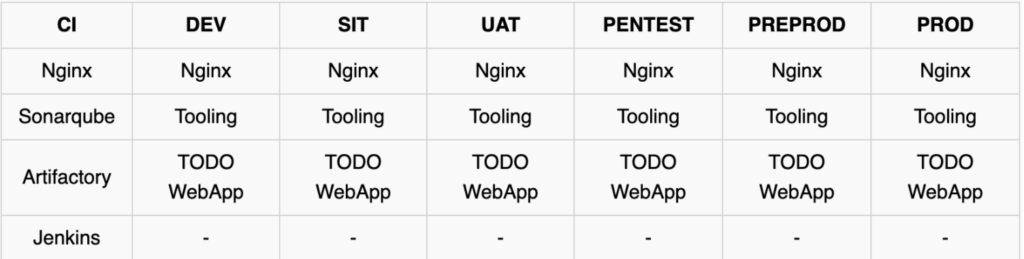 CI DEV SIT UAT PENTEST PREPROD PROD
Nginx Nginx Nginx Nginx Nginx Nginx Nginx
Sonarqube Tooling Tooling Tooling Tooling Tooling Tooling
Artifactory TODO WebApp TODO WebApp TODO WebApp TODO WebApp TODO WebApp TODO WebApp
Jenkins - - - - - -